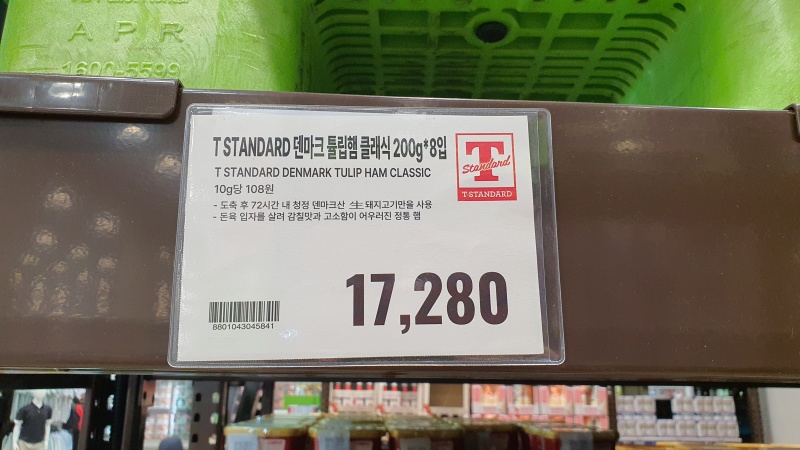 APR
1600-5599
T STANDARD 덴마크 튤립햄 클래식 200g*8입
T STANDARD DENMARK TULIP HAM CLASSIC
10g당 108원
- 도축 후 72시간 내 청정 덴마크산 生 돼지고기만을 사용
- 돈육 입자를 살려 감칠맛과 고소함이 어우러진 정통 햄
T
Standard
T-STANDARD
17,280
8801043045841